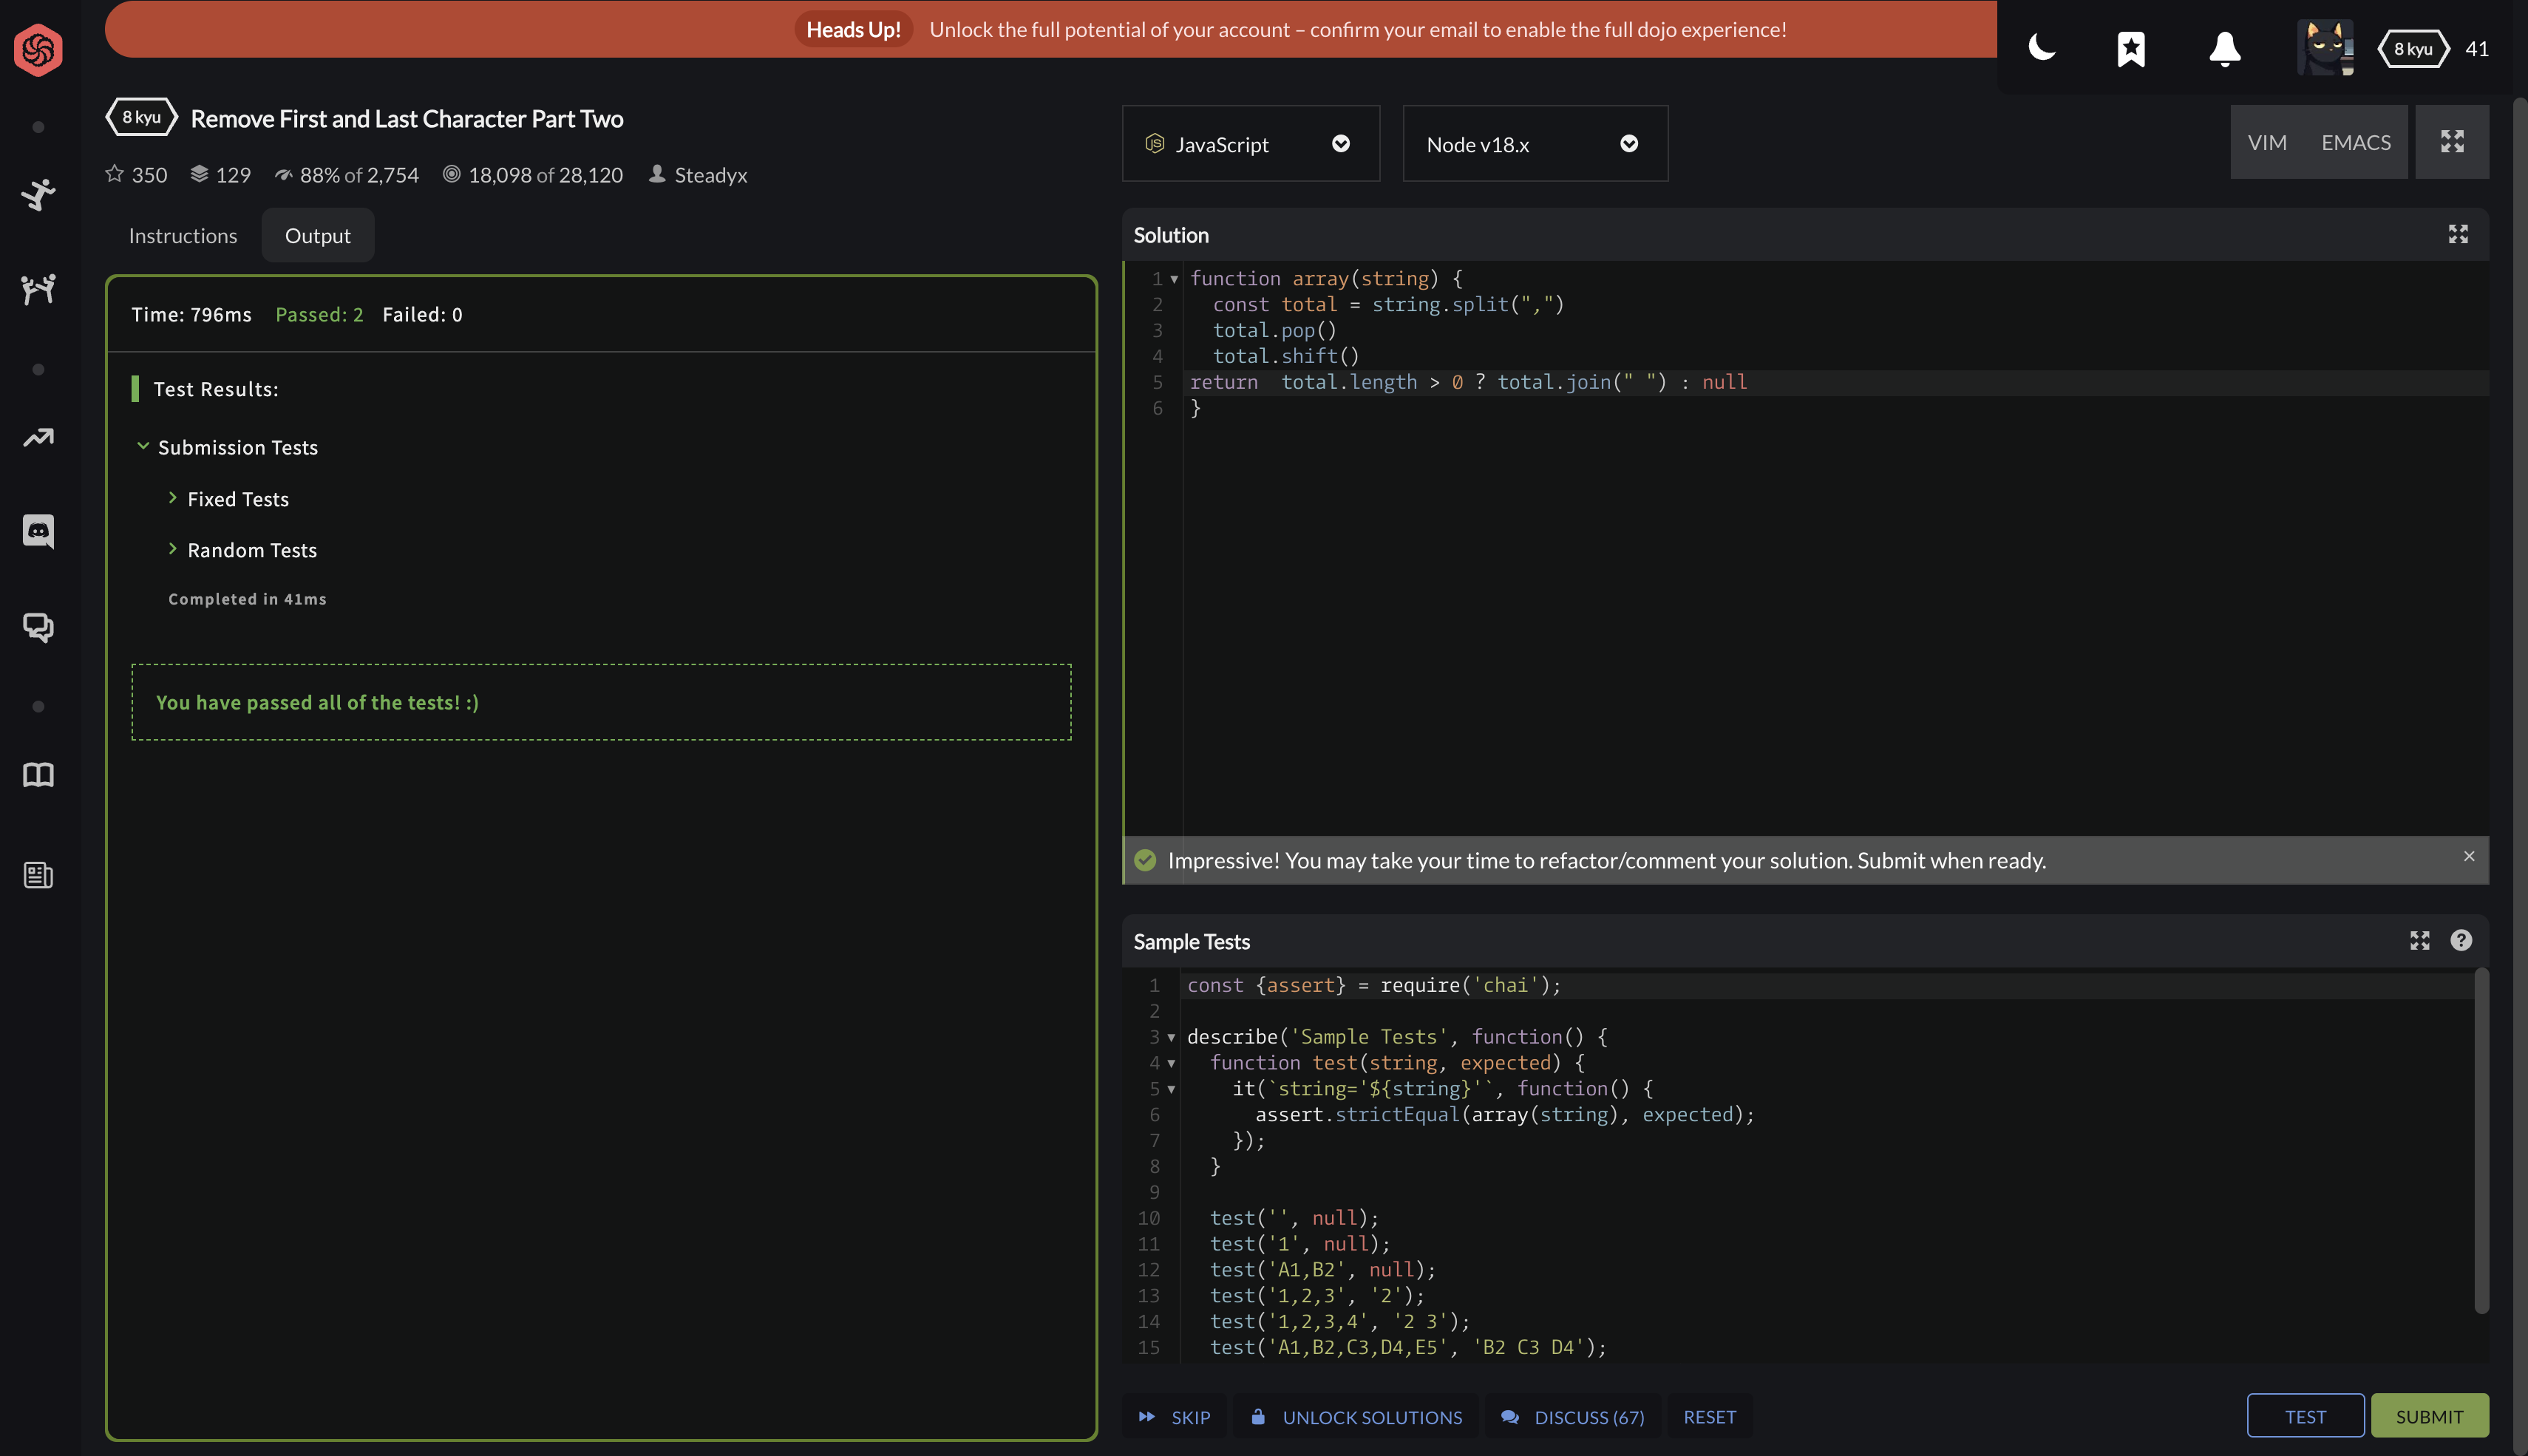 Heads Up! Unlock the full potential of your account – confirm your email to enable the full dojo experience!
8 kyu 41
8 kyu Remove First and Last Character Part Two
350 129 88% of 2,754 18,098 of 28,120 Steadyx
Instructions Output
Time: 796ms Passed: 2 Failed: 0
Test Results:
Submission Tests
Fixed Tests
Random Tests
Completed in 41ms
You have passed all of the tests! :)
JS JavaScript Node v18.x VIM EMACS
Solution
1 function array(string) {
2   const total = string.split(",")
3   total.pop()
4   total.shift()
5 return  total.length > 0 ? total.join(" ") : null
6 }
Impressive! You may take your time to refactor/comment your solution. Submit when ready.
Sample Tests
1 const {assert} = require('chai');
2
3 describe('Sample Tests', function() {
4   function test(string, expected) {
5     it(`string='${string}'`, function() {
6       assert.strictEqual(array(string), expected);
7     });
8   }
9
10   test('', null);
11   test('1', null);
12   test('A1,B2', null);
13   test('1,2,3', '2');
14   test('1,2,3,4', '2 3');
15   test('A1,B2,C3,D4,E5', 'B2 C3 D4');
SKIP UNLOCK SOLUTIONS DISCUSS (67) RESET TEST SUBMIT